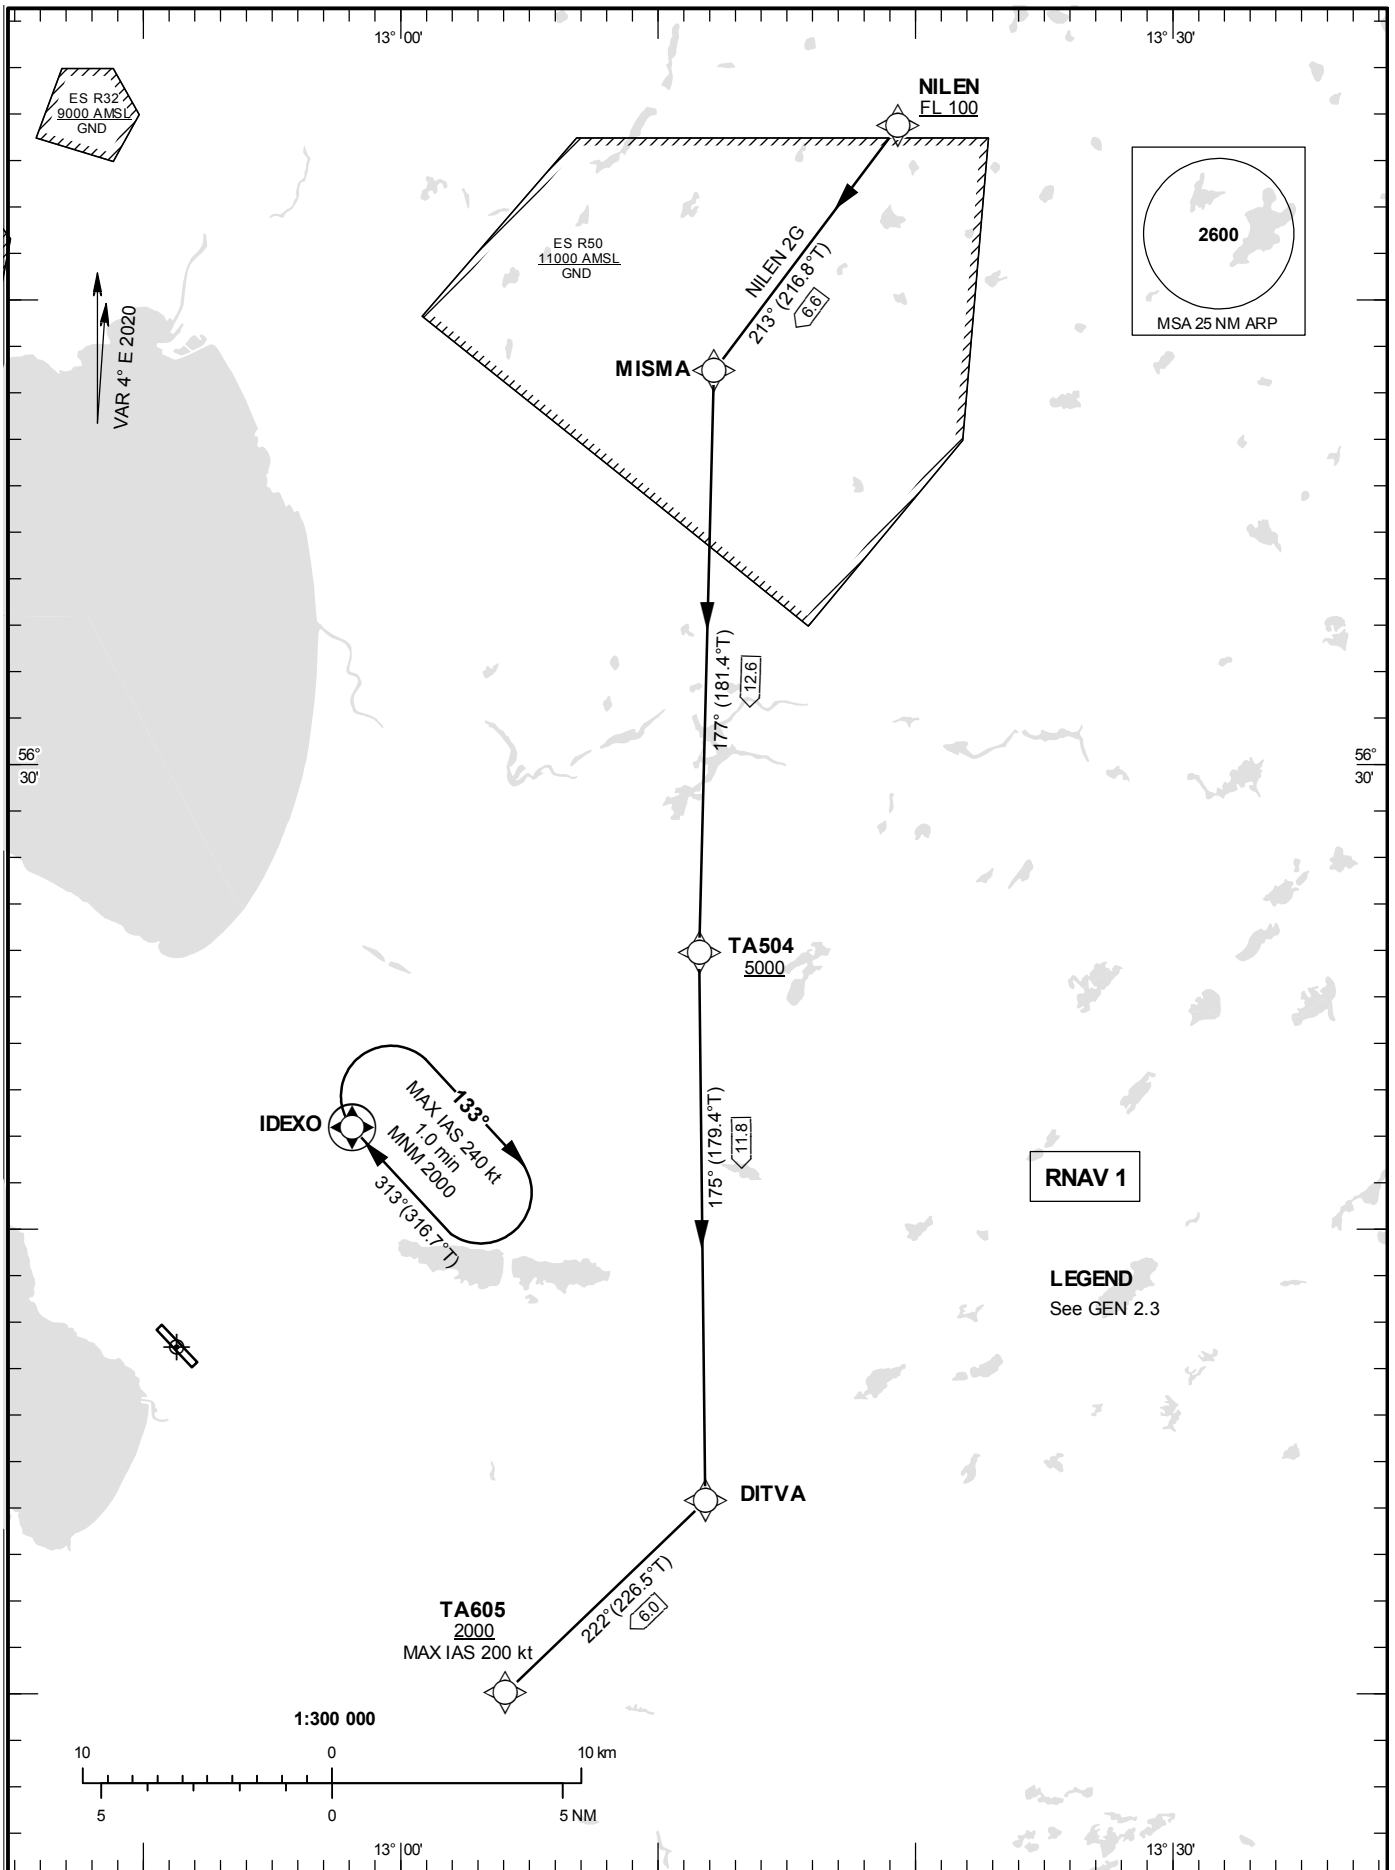 13° 00'
13° 30'
ES R32
9000 AMSL
GND
NILEN
FL 100
2600
MSA 25 NM ARP
ES R50
11000 AMSL
GND
NILEN 2G
213° (216.8°T)
6.6
VAR 4° E 2020
MISMA
177° (181.4°T)
12.6
56°
30'
56°
30'
TA504
5000
IDEXO
133°
MAX IAS 240 kt
1.0 min
MNM 2000
313°(316.7°T)
175° (179.4°T)
11.8
RNAV 1
LEGEND
See GEN 2.3
DITVA
222°(226.5°T)
6.0
TA605
2000
MAX IAS 200 kt
1:300 000
10 0 10 km
5 0 5 NM
13° 00'
13° 30'